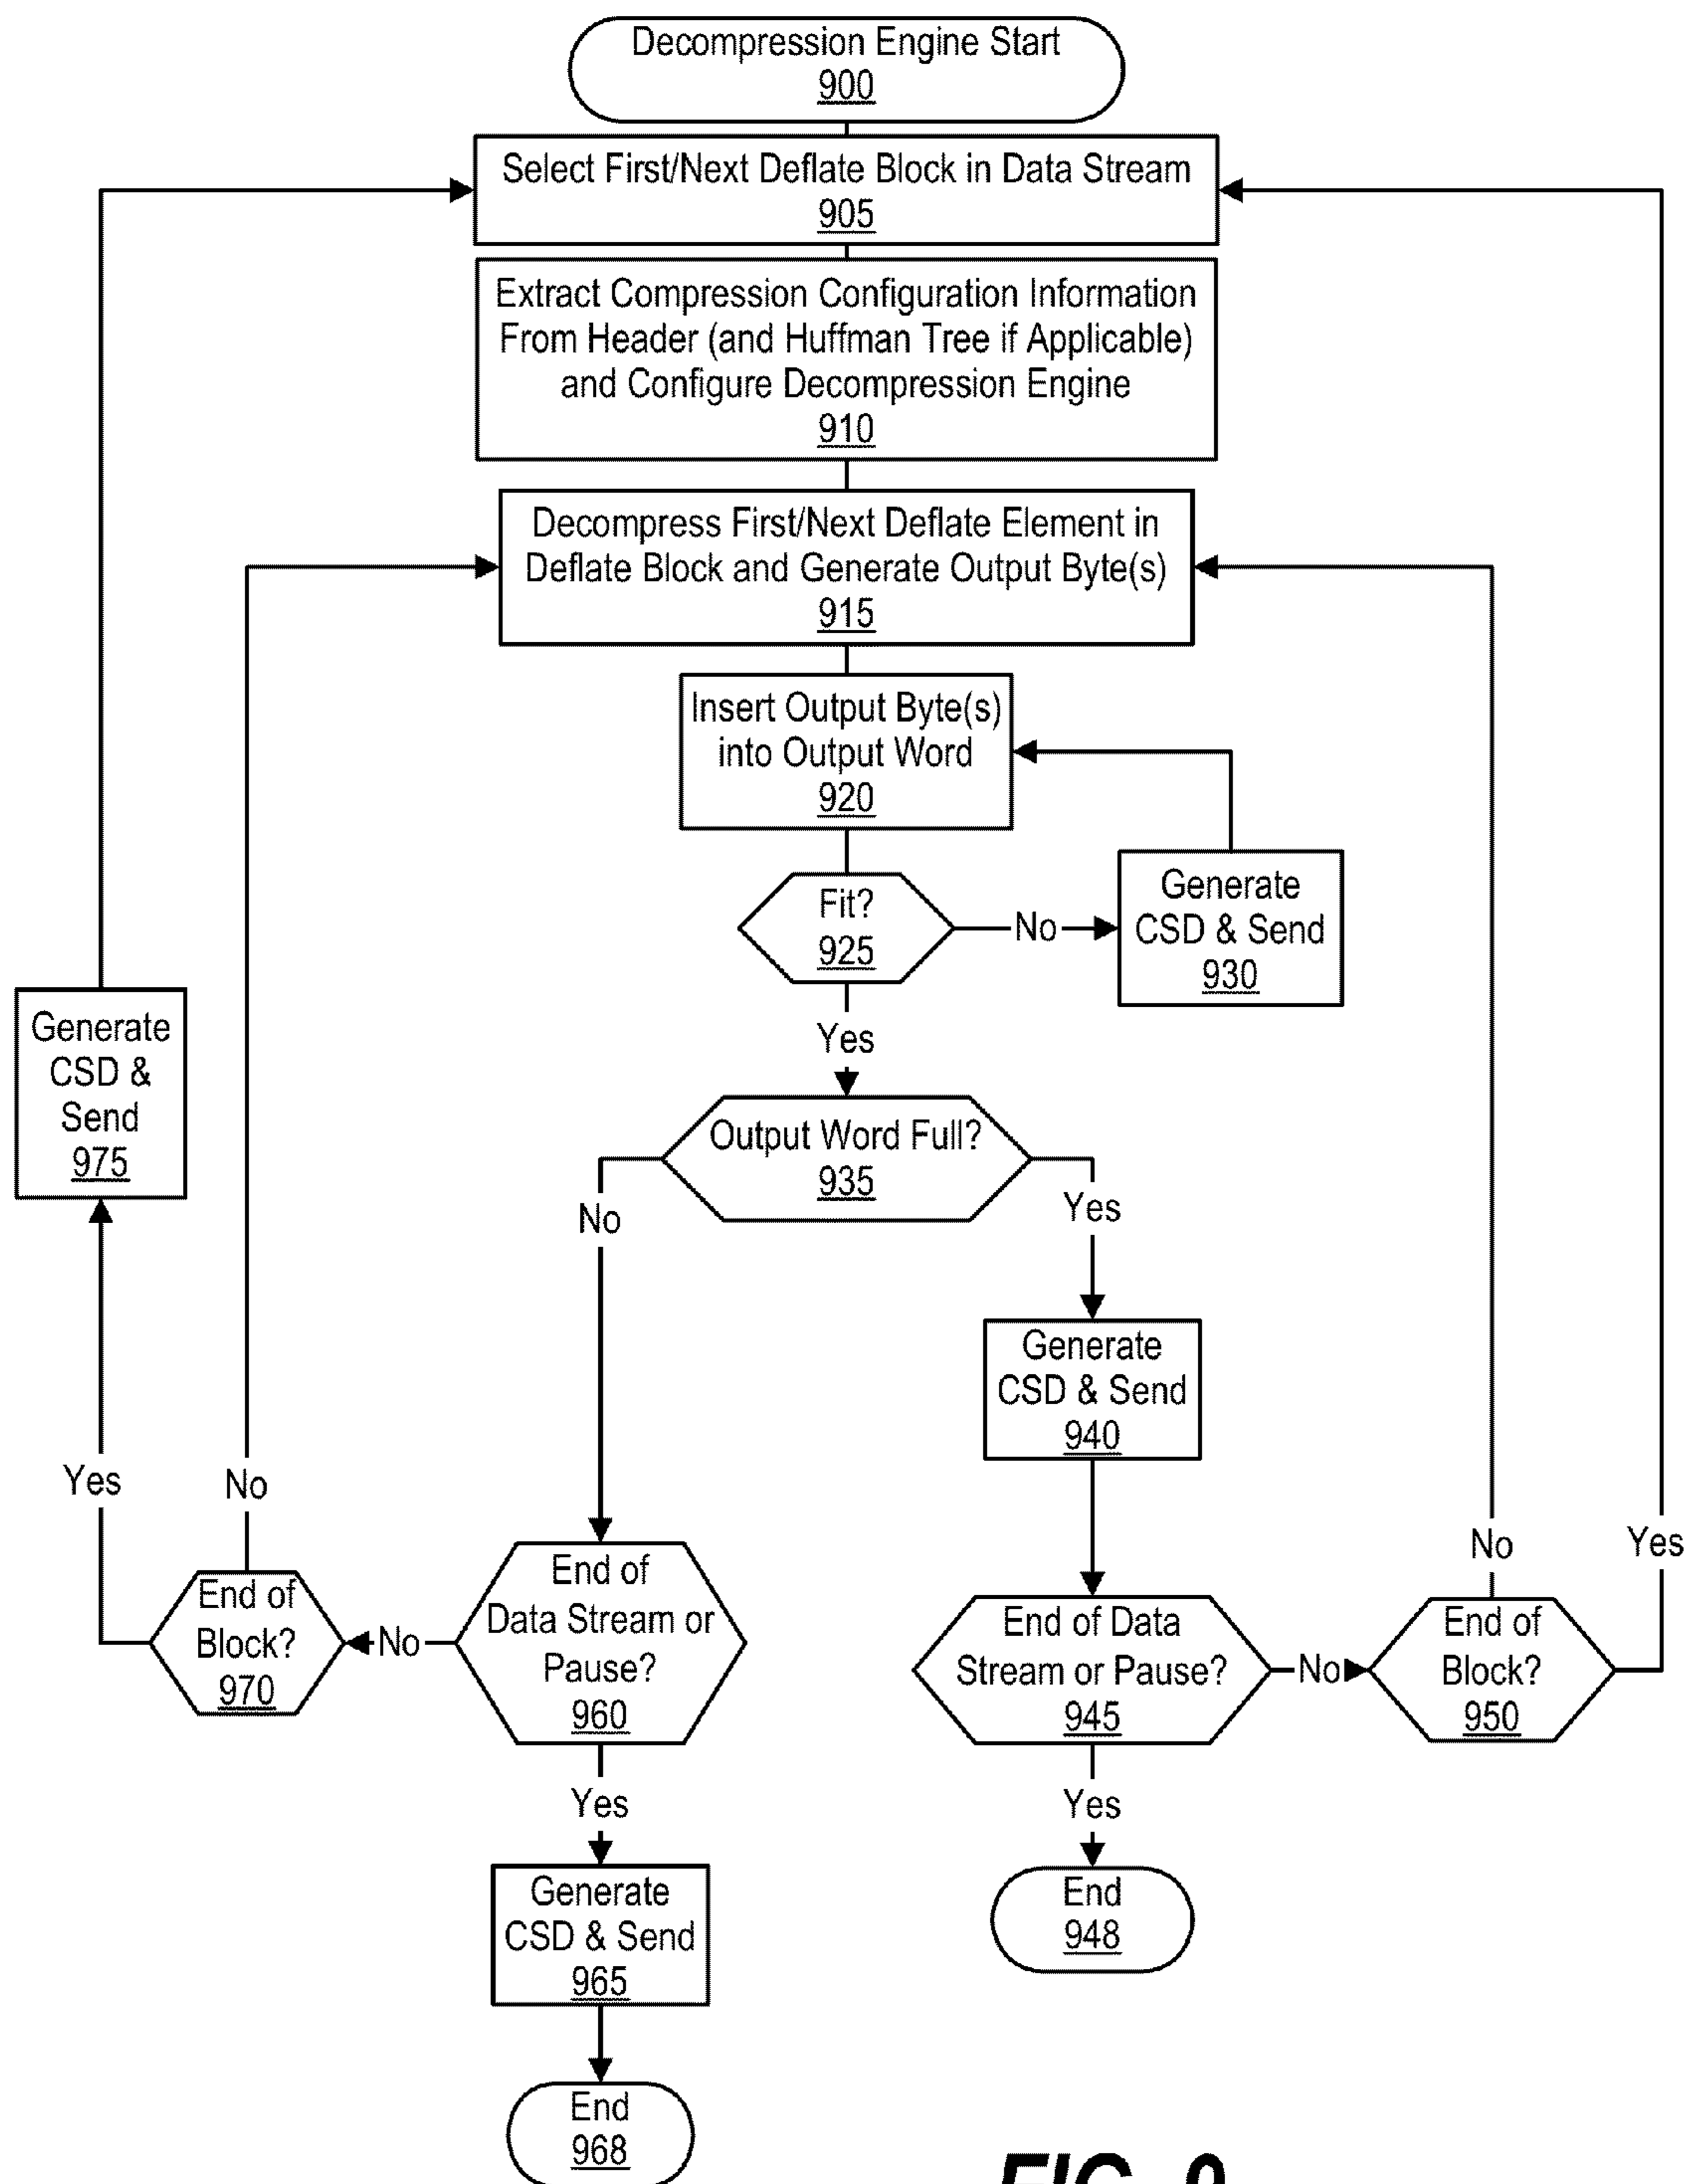 Decompression Engine Start
900
Select First/Next Deflate Block in Data Stream
905
Extract Compression Configuration Information
From Header (and Huffman Tree if Applicable)
and Configure Decompression Engine
910
Decompress First/Next Deflate Element in
Deflate Block and Generate Output Byte(s)
915
Insert Output Byte(s)
into Output Word
920
Fit?
925
No
Generate
CSD & Send
930
Yes
Generate
CSD &
Send
975
Output Word Full?
935
No
Yes
Generate
CSD & Send
940
Yes
No
No
Yes
End of
Block?
970
No
End of
Data Stream or
Pause?
960
End of Data
Stream or Pause?
945
No
End of
Block?
950
Yes
Yes
Generate
CSD & Send
965
End
948
End
968
FIG. 9